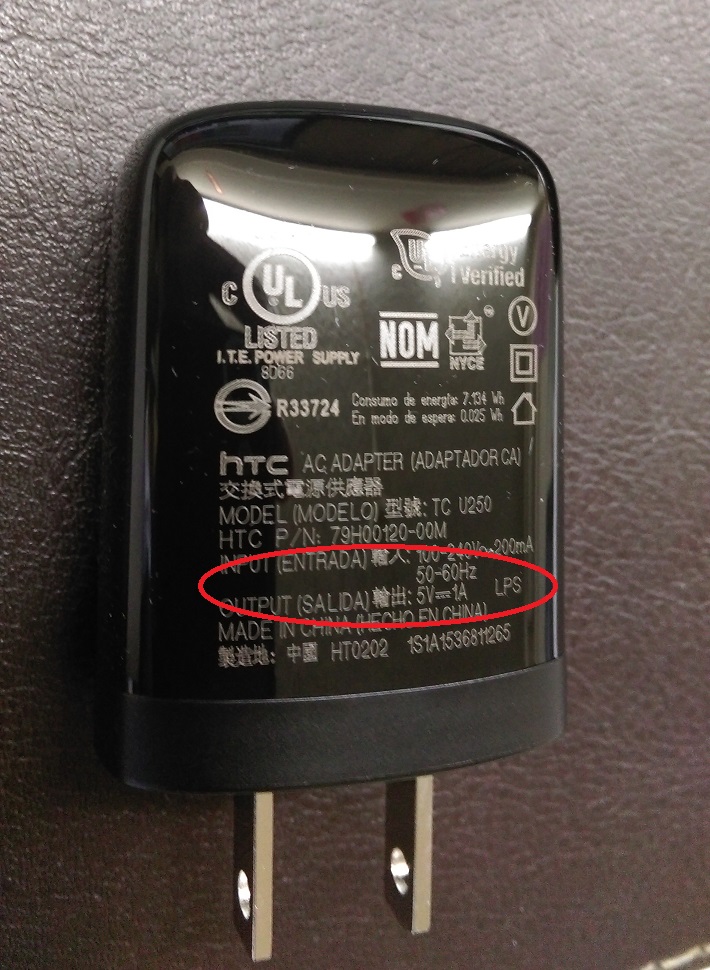 C UL US
LISTED
I.T.E. POWER SUPPLY
8D66
C UL
Verified
NOM
NYCE
V
R33724
Consumo de energía: 7.134 Wh
En modo de espera: 0.025 Wh
hTC AC ADAPTER (ADAPTADOR CA)
交換式電源供應器
MODEL (MODELO) 型號: TC U250
HTC P/N: 79H00120-00M
INPUT (ENTRADA) 輸入: 100-240V~200mA
50-60Hz
OUTPUT (SALIDA) 輸出: 5V⎓1A LPS
MADE IN CHINA (HECHO EN CHINA)
製造地: 中國 HT0202 1S1A1536811265